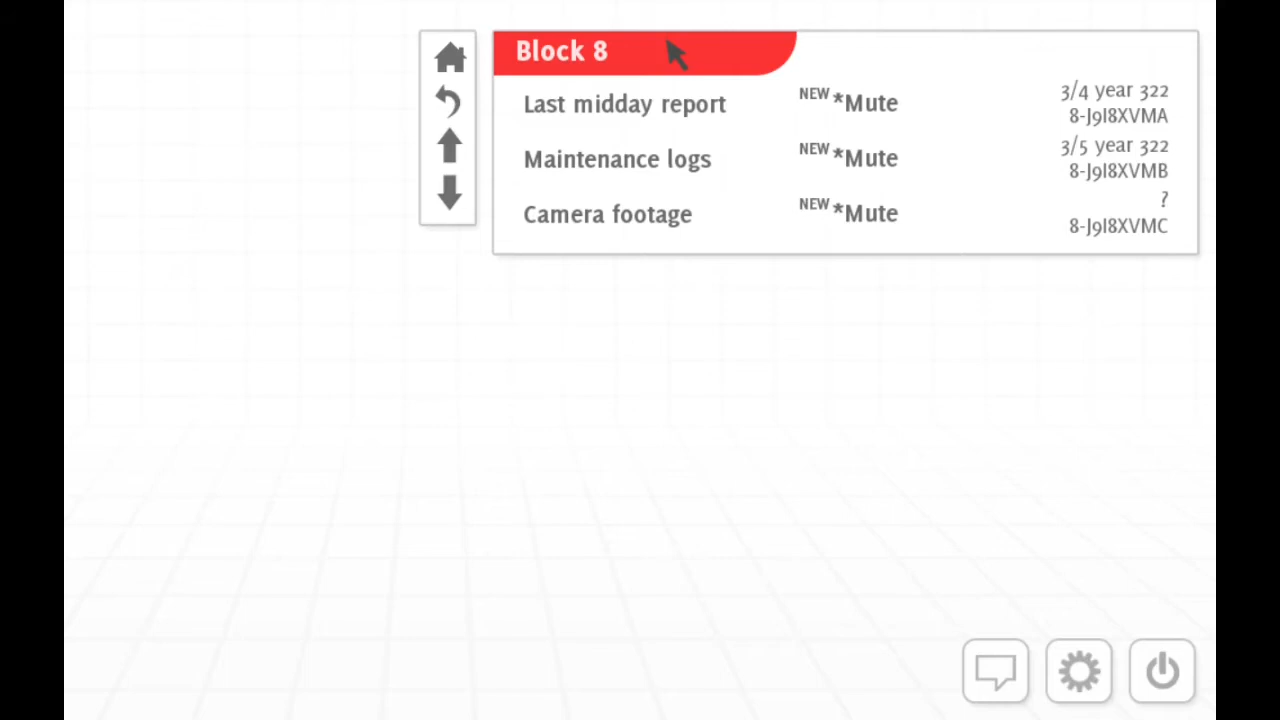 Block 8
Last midday report NEW *Mute 3/4 year 322
8-J9I8XVMA
Maintenance logs NEW *Mute 3/5 year 322
8-J9I8XVMB
Camera footage NEW *Mute ?
8-J9I8XVMC